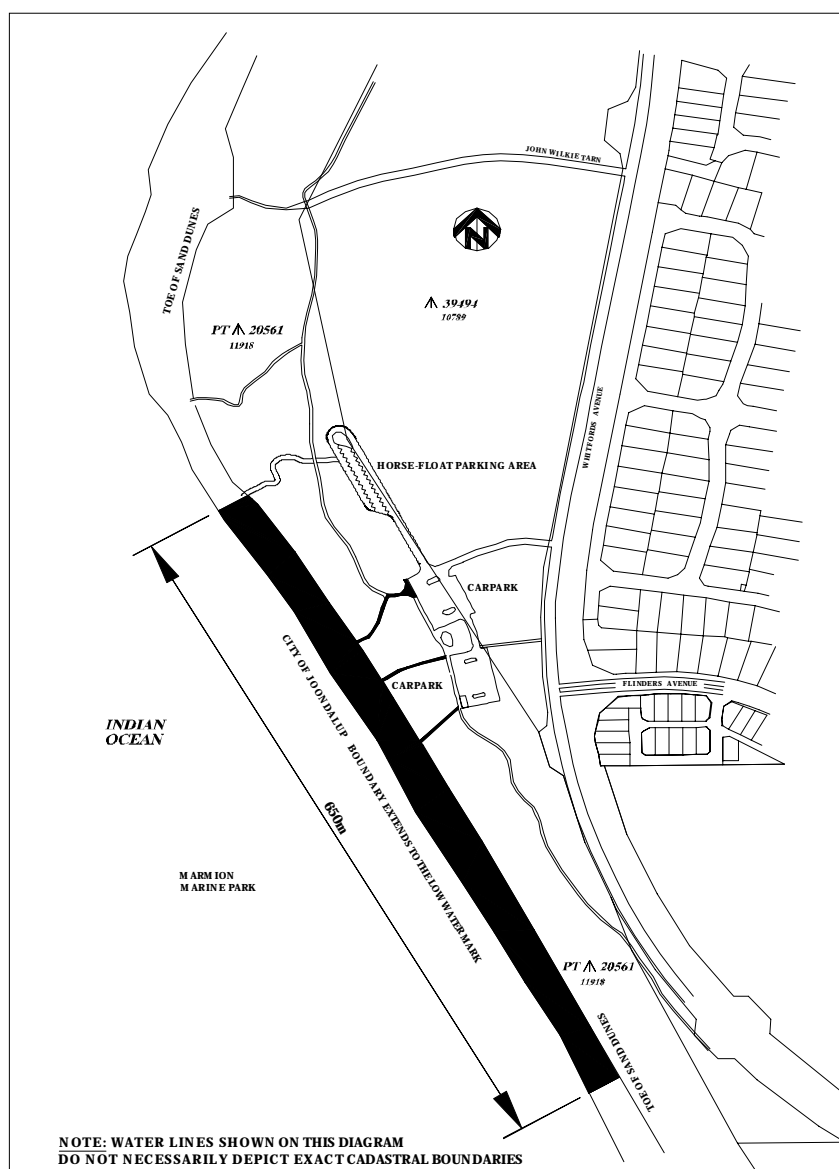 JOHN WILKIE TARN
TOE OF SAND DUNES
N
39494
10789
PT 20561
11918
WHITFORDS AVENUE
HORSE-FLOAT PARKING AREA
CARPARK
CARPARK
FLINDERS AVENUE
CITY OF JOONDALUP BOUNDARY EXTENDS TO THE LOW WATER MARK
INDIAN
OCEAN
650m
MARMION
MARINE PARK
PT 20561
11918
TOE OF SAND DUNES
NOTE: WATER LINES SHOWN ON THIS DIAGRAM
DO NOT NECESSARILY DEPICT EXACT CADASTRAL BOUNDARIES